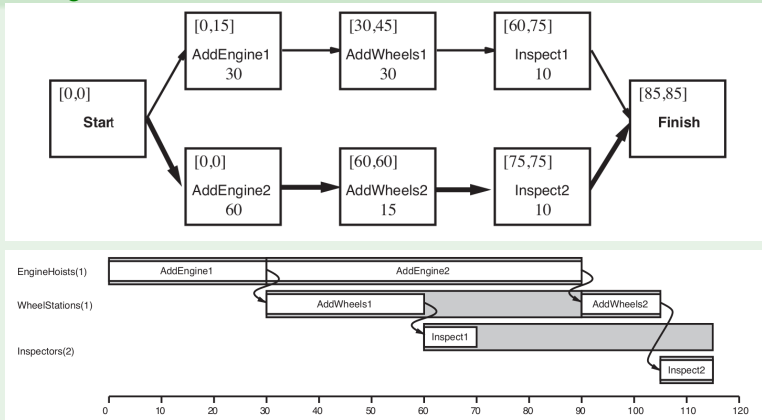 [0,15]
AddEngine1
30
[30,45]
AddWheels1
30
[60,75]
Inspect1
10
[0,0]
Start
[85,85]
Finish
[0,0]
AddEngine2
60
[60,60]
AddWheels2
15
[75,75]
Inspect2
10
EngineHoists(1) AddEngine1 AddEngine2
WheelStations(1) AddWheels1 AddWheels2
Inspect1
Inspectors(2)
Inspect2
0 10 20 30 40 50 60 70 80 90 100 110 120